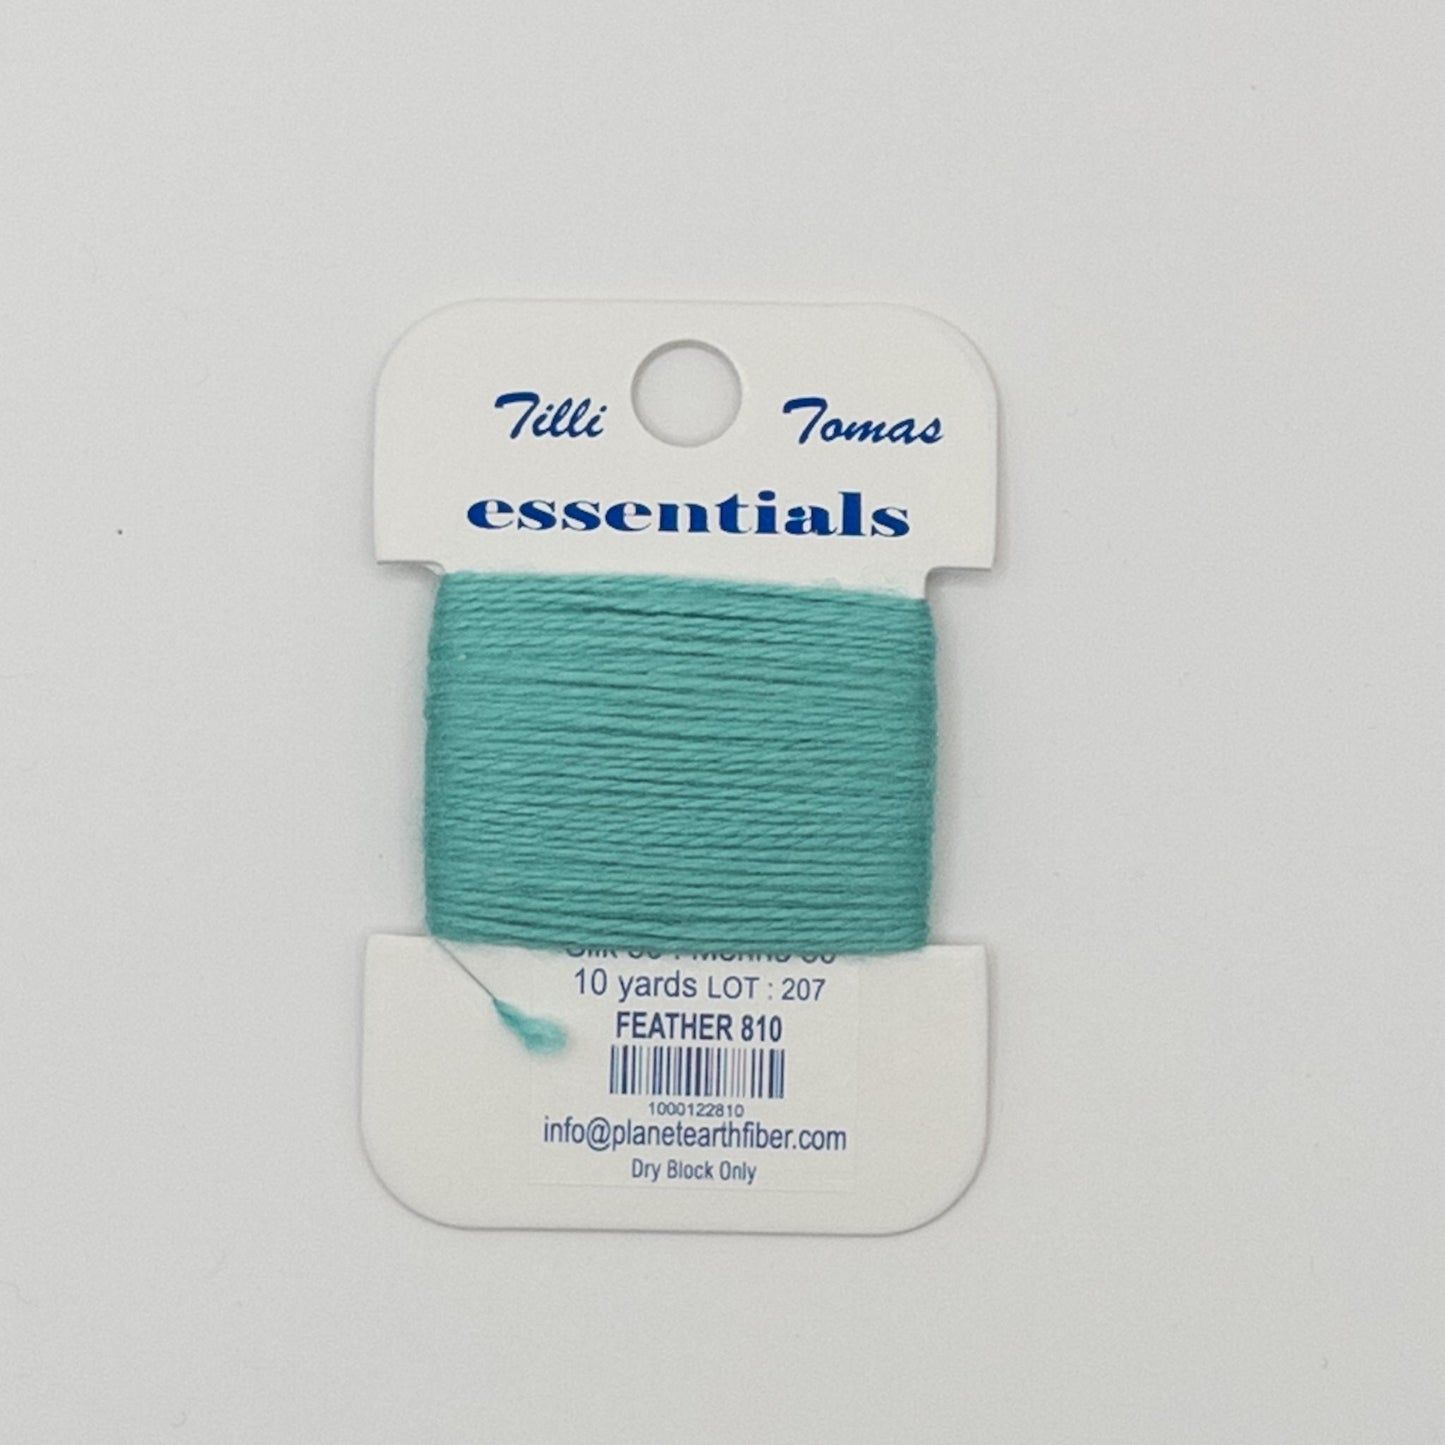 Tilli Tomas
essentials
10 yards LOT : 207
FEATHER 810
1000122810
info@planetearthfiber.com
Dry Block Only